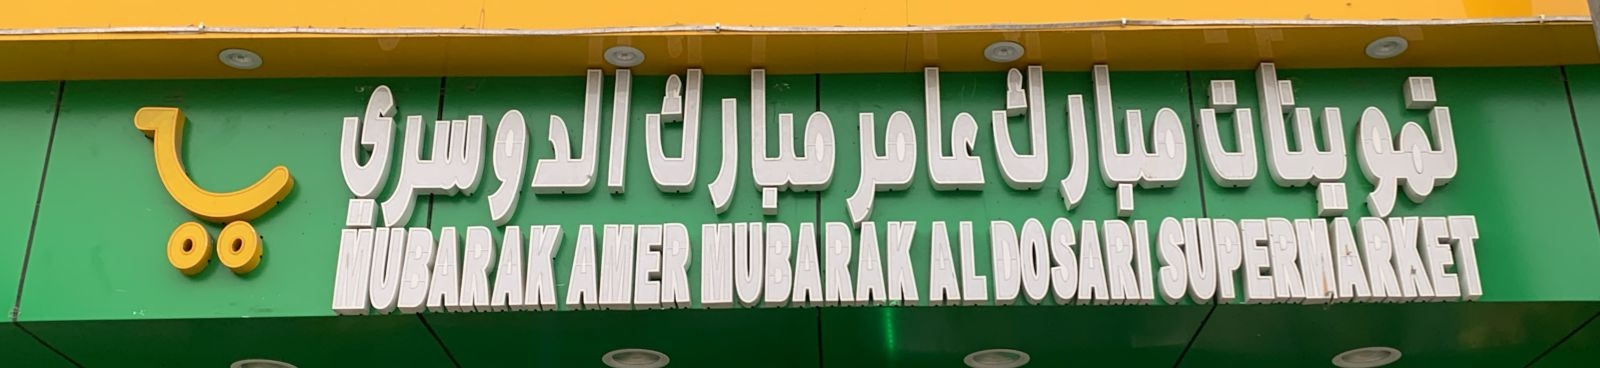 تموينات مبارك عامر مبارك الدوسري
MUBARAK AMER MUBARAK AL DOSARI SUPERMARKET